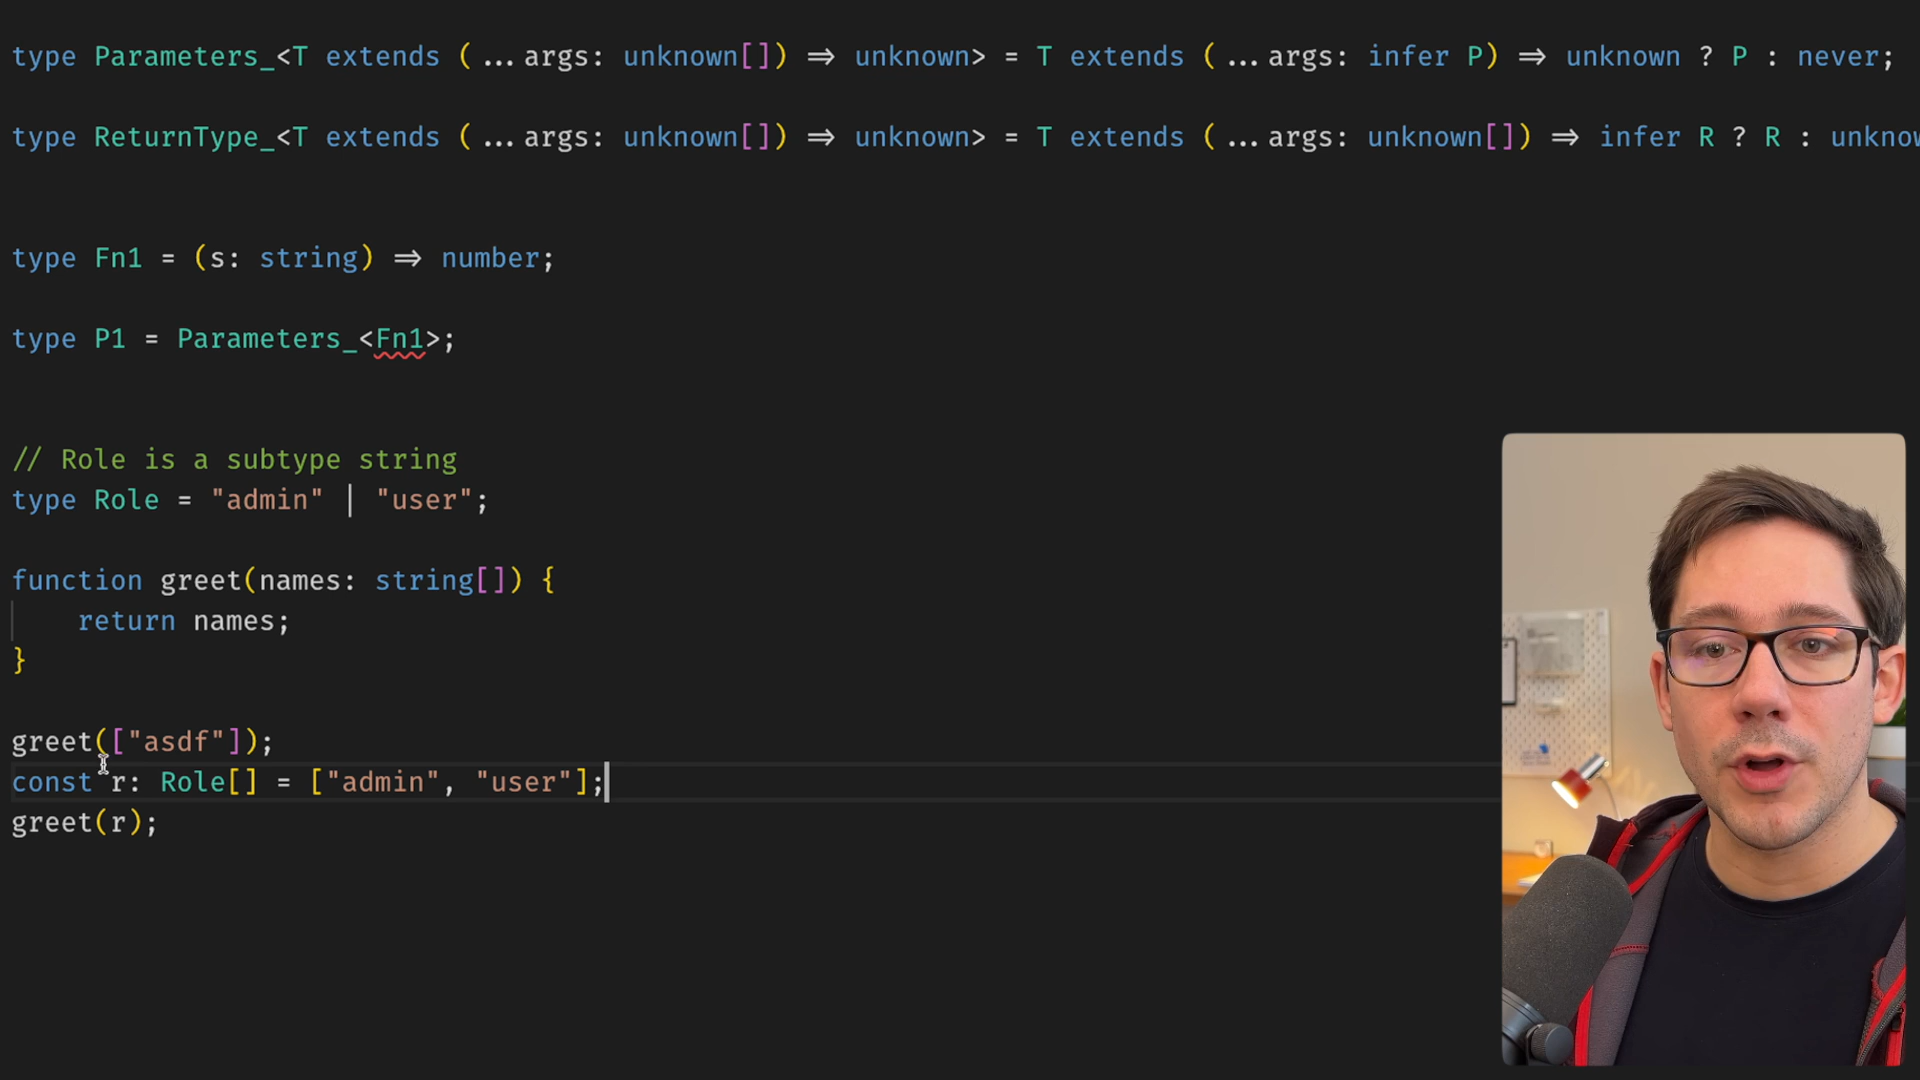 type Parameters_<T extends (...args: unknown[]) => unknown> = T extends (...args: infer P) => unknown ? P : never;
type ReturnType_<T extends (...args: unknown[]) => unknown> = T extends (...args: unknown[]) => infer R ? R : unknow
type Fn1 = (s: string) => number;
type P1 = Parameters_<Fn1>;
// Role is a subtype string
type Role = "admin" | "user";
function greet(names: string[]) {
    return names;
}
greet(["asdf"]);
const r: Role[] = ["admin", "user"];
greet(r);